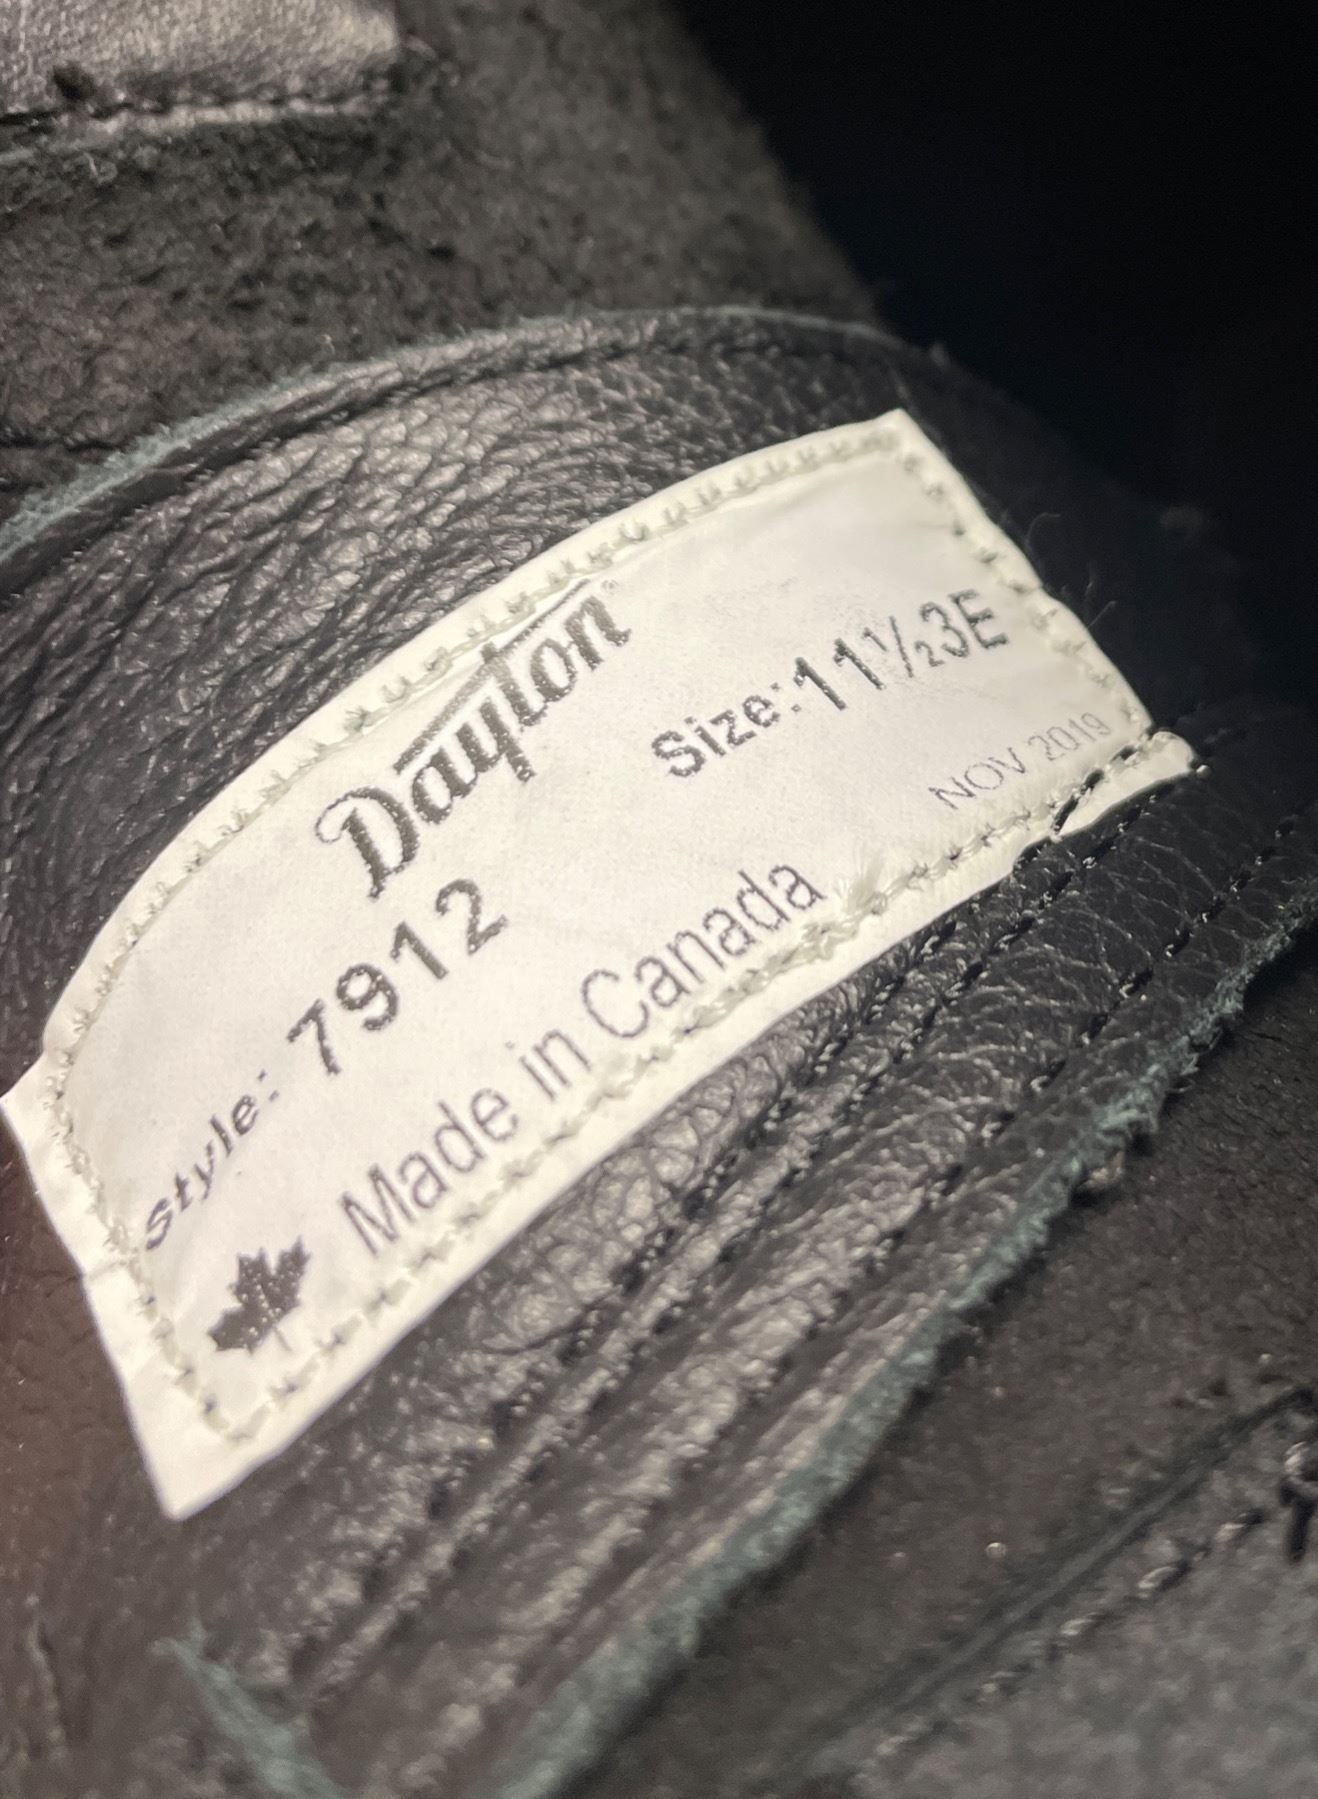 Dayton
Style: 7912
Size: 11½3E
Made in Canada
NOV 2019